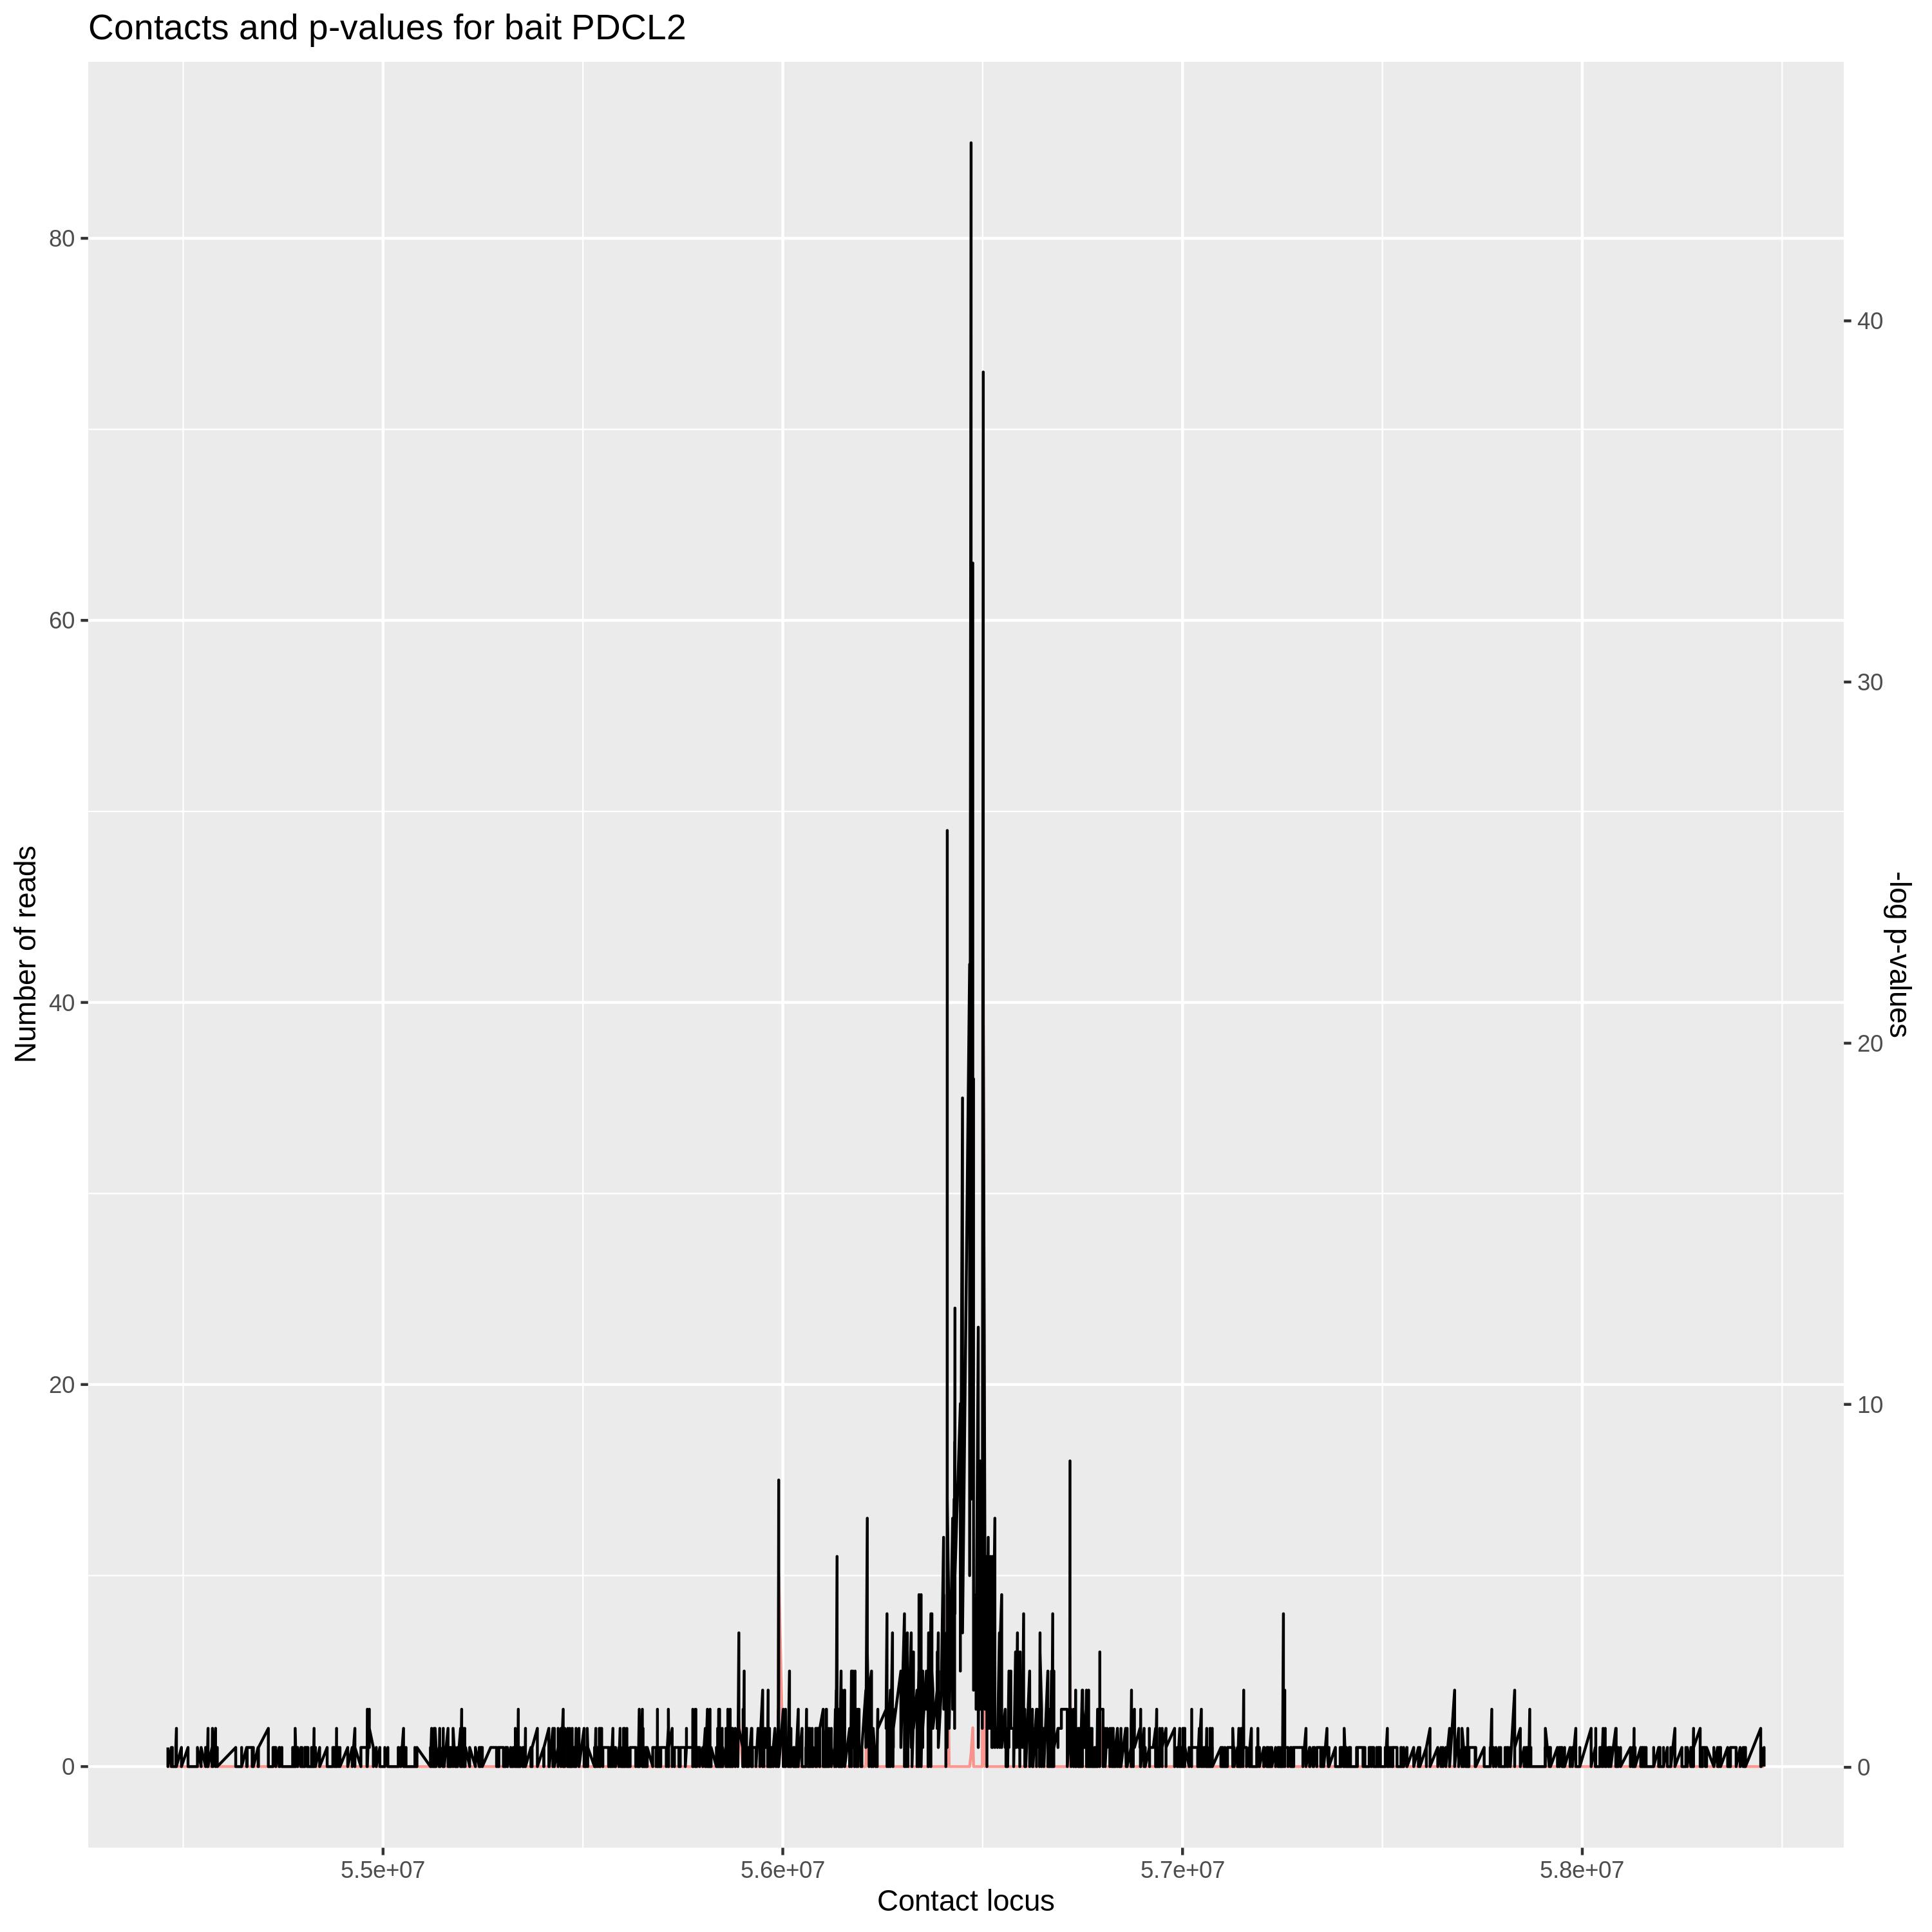 Contacts and p-values for bait PDCL2
80
60
40
20
0
Number of reads
40
30
20
10
0
-log p-values
5.5e+07
5.6e+07
5.7e+07
5.8e+07
Contact locus